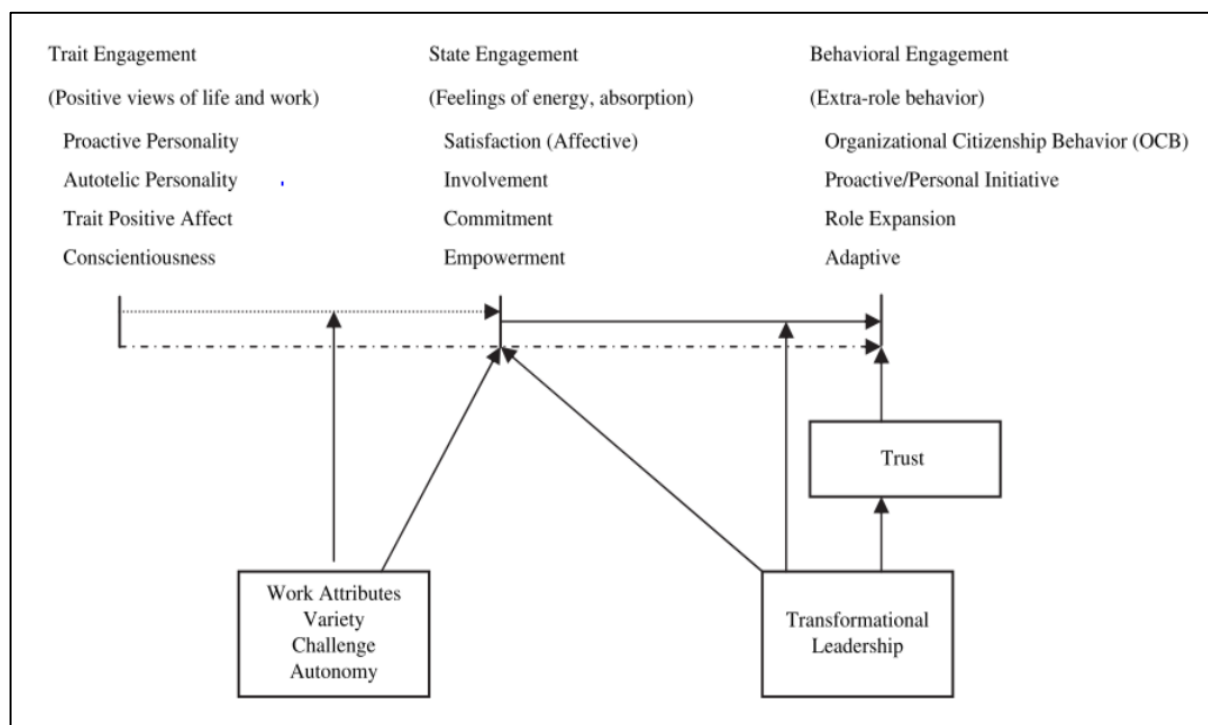 Trait Engagement
(Positive views of life and work)
Proactive Personality
Autotelic Personality
Trait Positive Affect
Conscientiousness
State Engagement
(Feelings of energy, absorption)
Satisfaction (Affective)
Involvement
Commitment
Empowerment
Behavioral Engagement
(Extra-role behavior)
Organizational Citizenship Behavior (OCB)
Proactive/Personal Initiative
Role Expansion
Adaptive
Trust
Work Attributes
Variety
Challenge
Autonomy
Transformational
Leadership